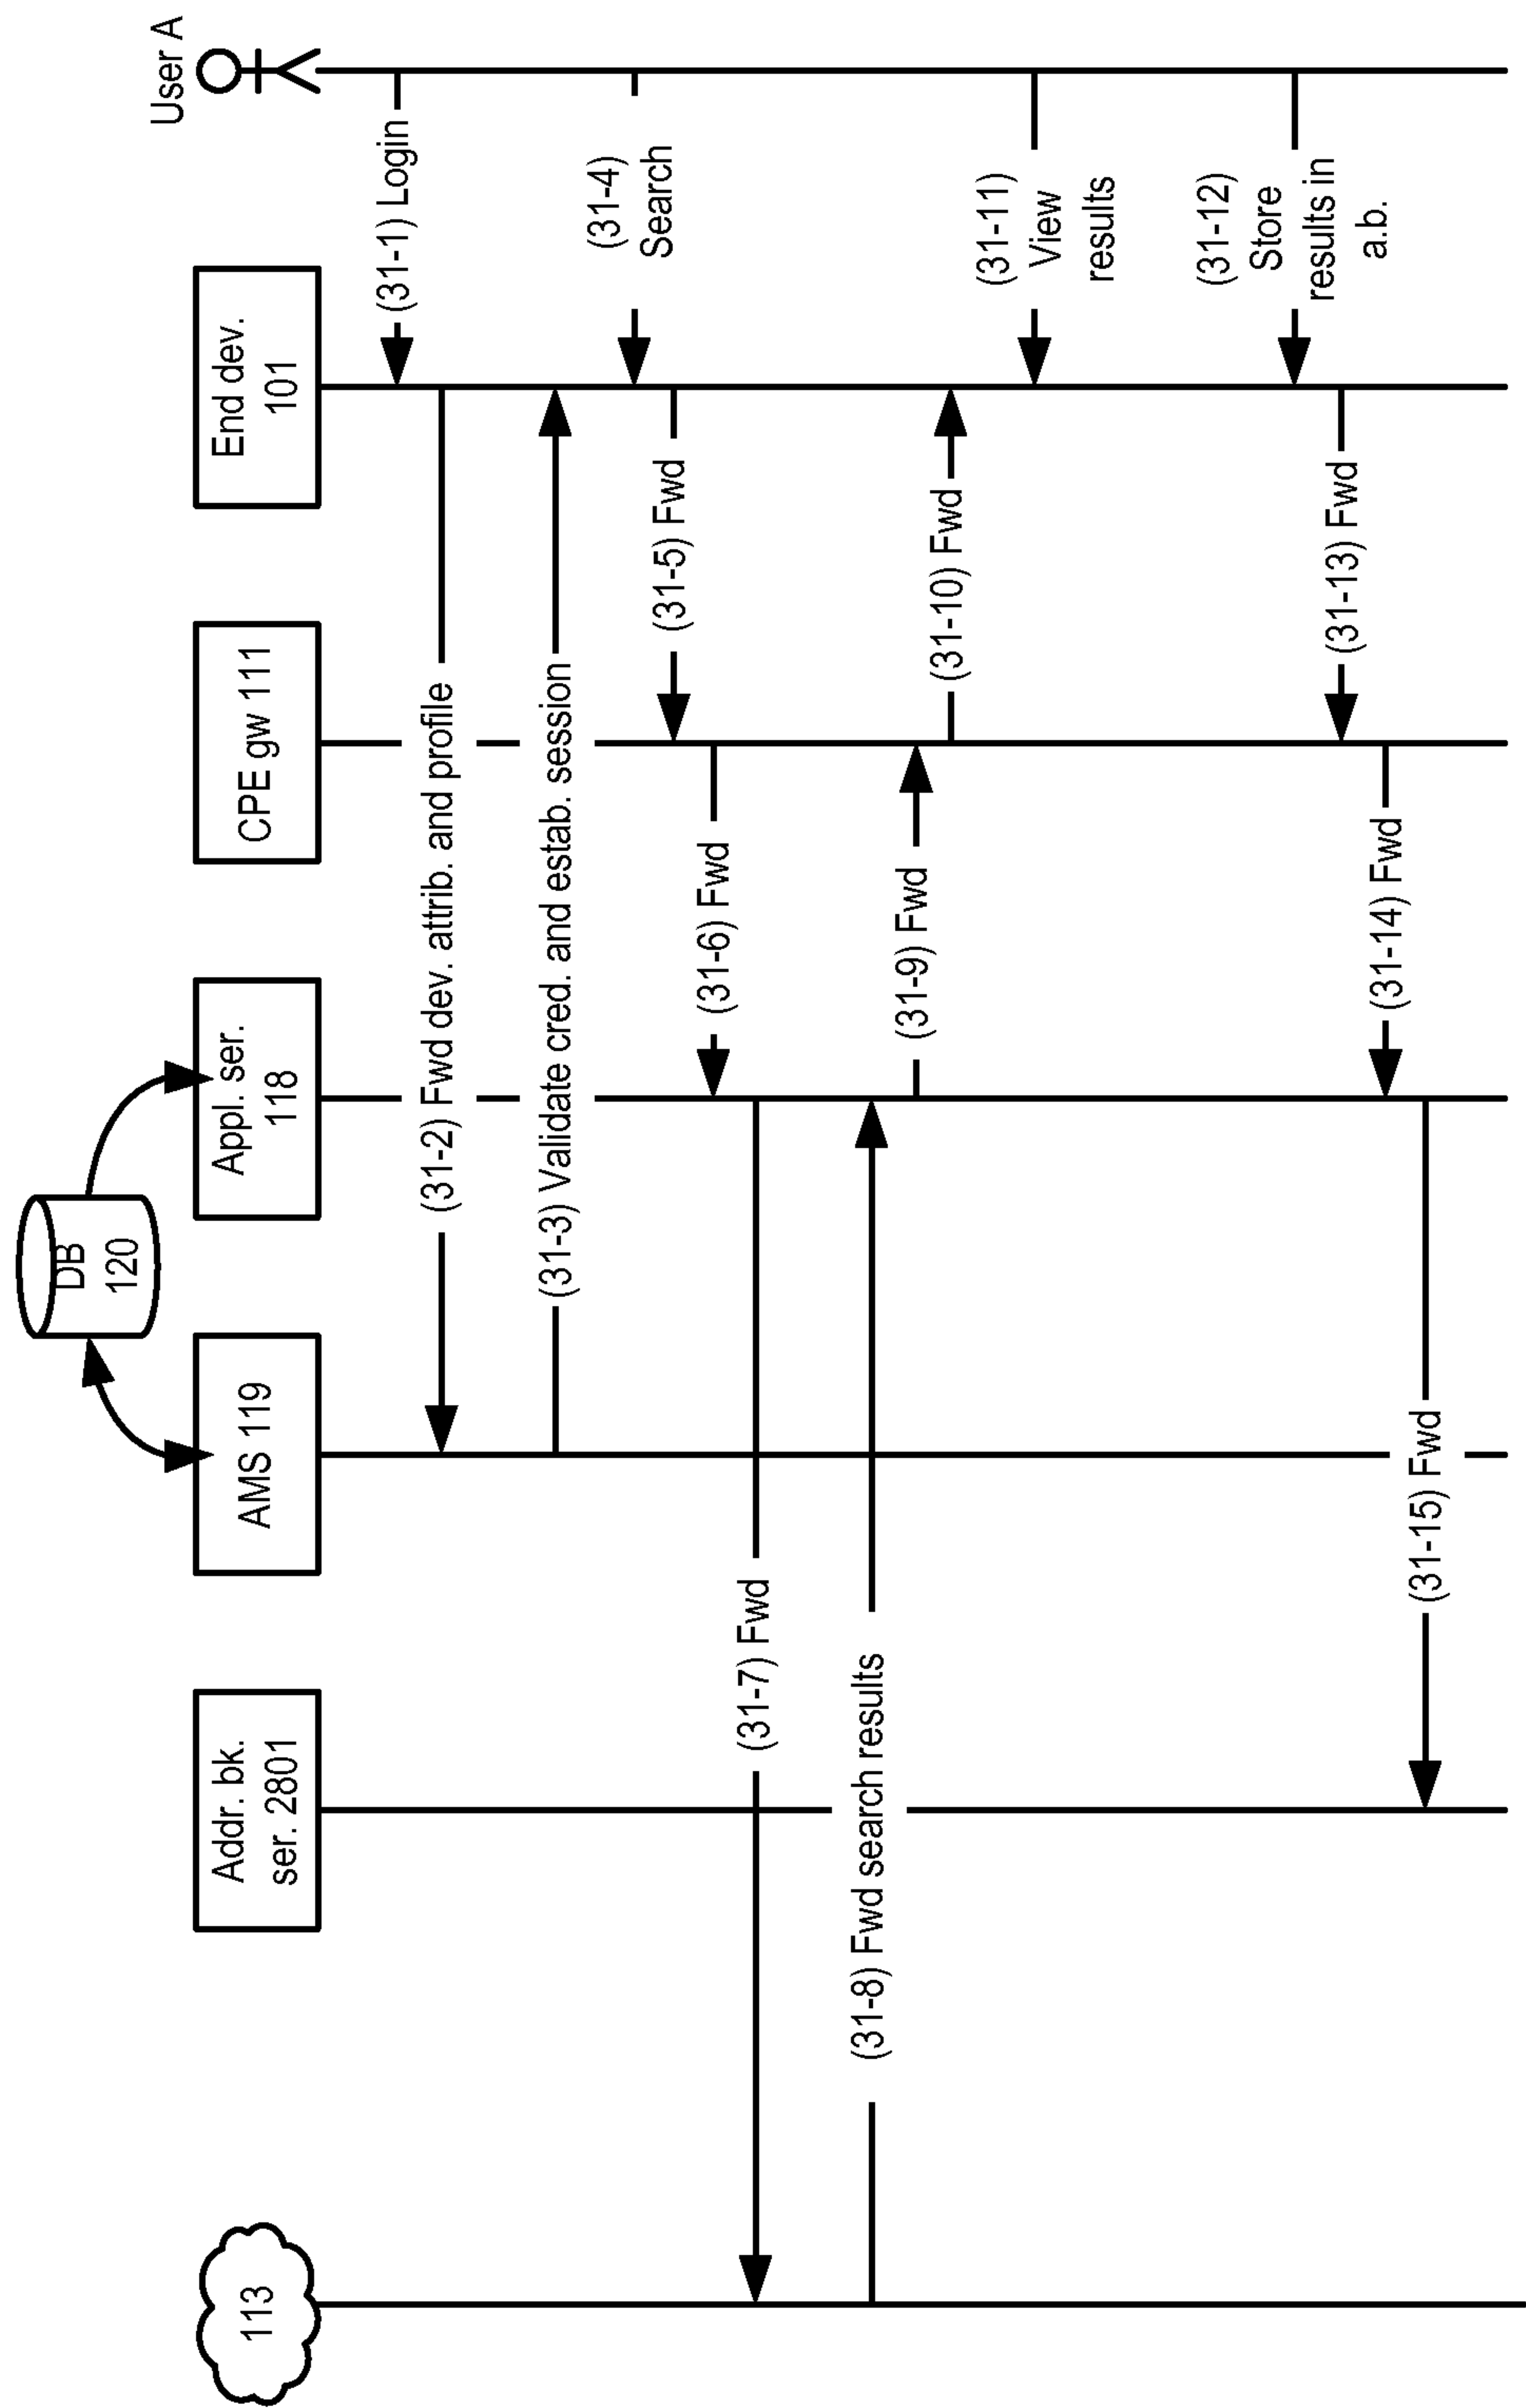 113
Addr. bk.
ser. 2801
AMS 119
DB
120
Appl. ser.
118
CPE gw 111
End dev.
101
User A
(31-1) Login
(31-2) Fwd dev. attrib. and profile
(31-3) Validate cred. and estab. session
(31-4)
Search
(31-5) Fwd
(31-6) Fwd
(31-7) Fwd
(31-8) Fwd search results
(31-9) Fwd
(31-10) Fwd
(31-11)
View
results
(31-12)
Store
results in
a.b.
(31-13) Fwd
(31-14) Fwd
(31-15) Fwd